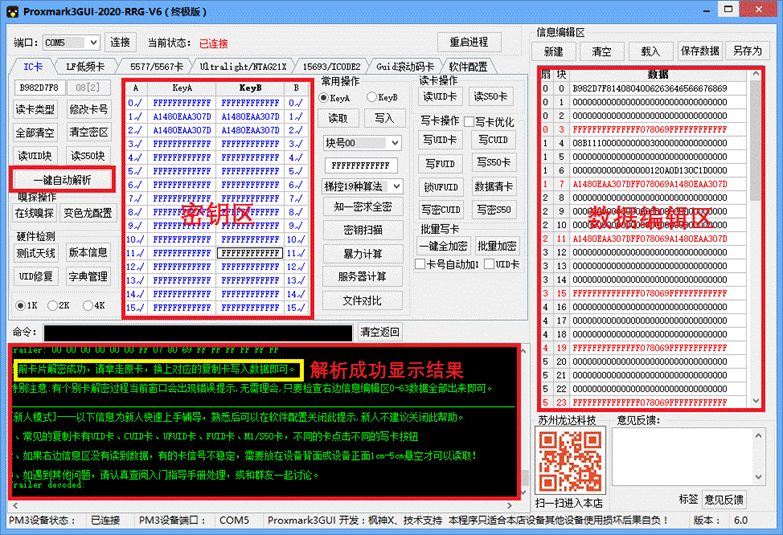 Proxmark3GUI-2020-RRG-V6（终极版）
端口： COM5 连接 当前状态： 已连接 重启进程
IC卡 LF低频卡 5577/5567卡 Ultralight/NTAG21X 15693/ICODE2 Guid滚动码卡 软件配置
B982D7F8 08[2]
读卡类型 修改卡号
全部清空 清空密区
读UID块 读S50块
一键自动解析
嗅探操作
在线嗅探 变色龙配置
硬件检测
测试天线 版本信息
UID修复 字典管理
1K 2K 4K
A KeyA KeyB B
0√ FFFFFFFFFFFF FFFFFFFFFFFF 0√
1√ A1480EAA307D A1480EAA307D 1√
2√ A1480EAA307D A1480EAA307D 2√
3√ FFFFFFFFFFFF FFFFFFFFFFFF 3√
4√ FFFFFFFFFFFF FFFFFFFFFFFF 4√
5√ FFFFFFFFFFFF FFFFFFFFFFFF 5√
6√ FFFFFFFFFFFF FFFFFFFFFFFF 6√
7√ FFFFFFFFFFFF FFFFFFFFFFFF 7√
8√ FFFFFFFFFFFF FFFFFFFFFFFF 8√
9√ FFFFFFFFFFFF FFFFFFFFFFFF 9√
10√ FFFFFFFFFFFF FFFFFFFFFFFF 10√
11√ FFFFFFFFFFFF FFFFFFFFFFFF 11√
12√ FFFFFFFFFFFF FFFFFFFFFFFF 12√
13√ FFFFFFFFFFFF FFFFFFFFFFFF 13√
14√ FFFFFFFFFFFF FFFFFFFFFFFF 14√
15√ FFFFFFFFFFFF FFFFFFFFFFFF 15√
密钥区
常用操作
KeyA KeyB
读取 写入
块号00
FFFFFFFFFFFF
梯控19种算法
知一密求全密
密钥扫描
暴力计算
服务器计算
文件对比
读卡操作
读UID卡 读S50卡
写卡操作 写卡优化
写UID卡 写CUID
写FUID 写S50卡
锁UFUID 数据清卡
写密CUID 写密S50
批量写卡
一键全加密 批量加密
卡号自动加1 UID卡
命令： 清空返回
railer: 00 00 00 00 00 00 FF 07 80 69 FF FF FF FF FF FF
前卡片解密成功，请拿走原卡，换上对应的复制卡写入数据即可。
解析成功显示结果
特别注意:有个别卡解密过程当前窗口会出现错误提示,无需理会,只要检查右边信息编辑区0-63数据全部出来即可。
新人模式]----以下信息为新人快速上手辅导，熟悉后可以在软件配置关闭此提示,新人不建议关闭此帮助。
、常见的复制卡有UID卡、CUID卡、UFUID卡、FUID卡、M1/S50卡，不同的卡点击不同的写卡按钮
、如果右边信息编辑区没有读到数据，有的卡信号不稳定，需要放在设备背面或设备正面1cm-5cm悬空才可以读取！
、如遇到其他问题，请认真查阅入门指导手册处理，或和群友一起讨论。
railer decoded:
信息编辑区
新建 清空 载入 保存数据 另存为
扇 块 数据
0 0 B982D7F8140804006263646566676869
0 1 00000000000000000000000000000000
0 2 00000000000000000000000000000000
0 3 FFFFFFFFFFFFFF078069FFFFFFFFFFFF
1 4 08B11100000000000003000000000000
1 5 00000000000000000000000000000000
1 6 0000000000000000000120A0D130C1D0000
1 7 A1480EAA307DFF078069A1480EAA307D
2 8 00000000000000000000000000000000
2 9 00000000000000000000000000000000
2 10 00000000000000000000000000000000
2 11 A1480EAA307DFF078069A1480EAA307D
3 12 00000000000000000000000000000000
3 13 00000000000000000000000000000000
3 14 00000000000000000000000000000000
3 15 FFFFFFFFFFFFFF078069FFFFFFFFFFFF
4 16 00000000000000000000000000000000
4 17 00000000000000000000000000000000
4 18 00000000000000000000000000000000
4 19 FFFFFFFFFFFFFF078069FFFFFFFFFFFF
5 20 00000000000000000000000000000000
5 21 00000000000000000000000000000000
5 22 00000000000000000000000000000000
5 23 FFFFFFFFFFFFFF078069FFFFFFFFFFFF
数据编辑区
苏州龙达科技
扫一扫进入本店
意见反馈：
标签 意见反馈
PM3设备状态： 已连接 PM3设备端口： COM5 Proxmark3GUI 开发：枫神X、技术支持 本程序只适合本店设备其他设备使用损坏后果自负！ 版本： 6.0